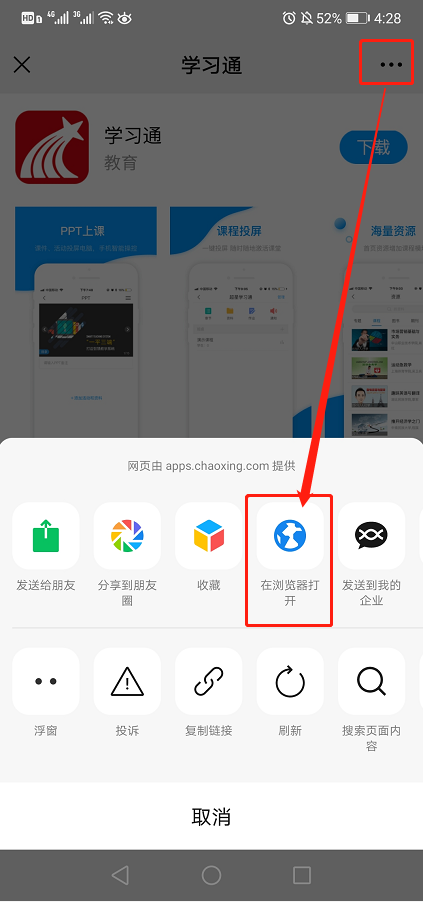 HD 4G 3G 52% 4:28
学习通
学习通
教育
下载
PPT上课
课程投屏
海量资源
网页由 apps.chaoxing.com 提供
发送给朋友
分享到朋友
圈
收藏
在浏览器打
开
发送到我的
企业
浮窗
投诉
复制链接
刷新
搜索页面内
容
取消